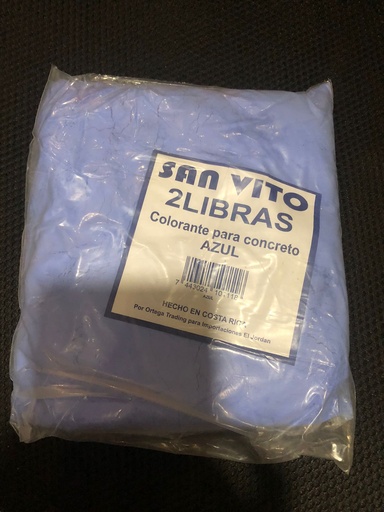 SAN VITO
2LIBRAS
Colorante para concreto
AZUL
HECHO EN COSTA RICA
Por Ortega Trading para Importaciones El Jordan